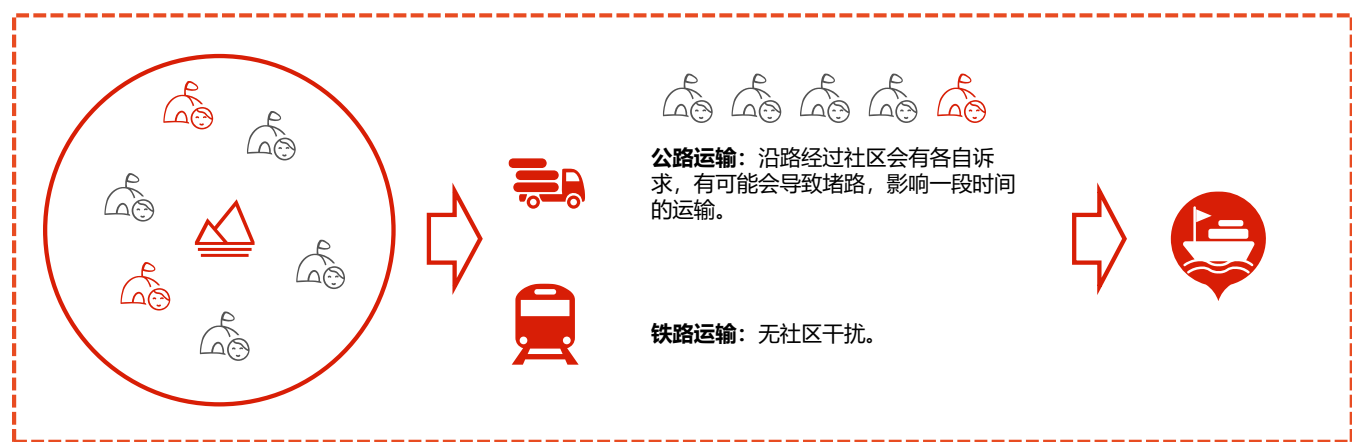 公路运输：沿路经过社区会有各自诉
求，有可能会导致堵路，影响一段时间
的运输。
铁路运输：无社区干扰。